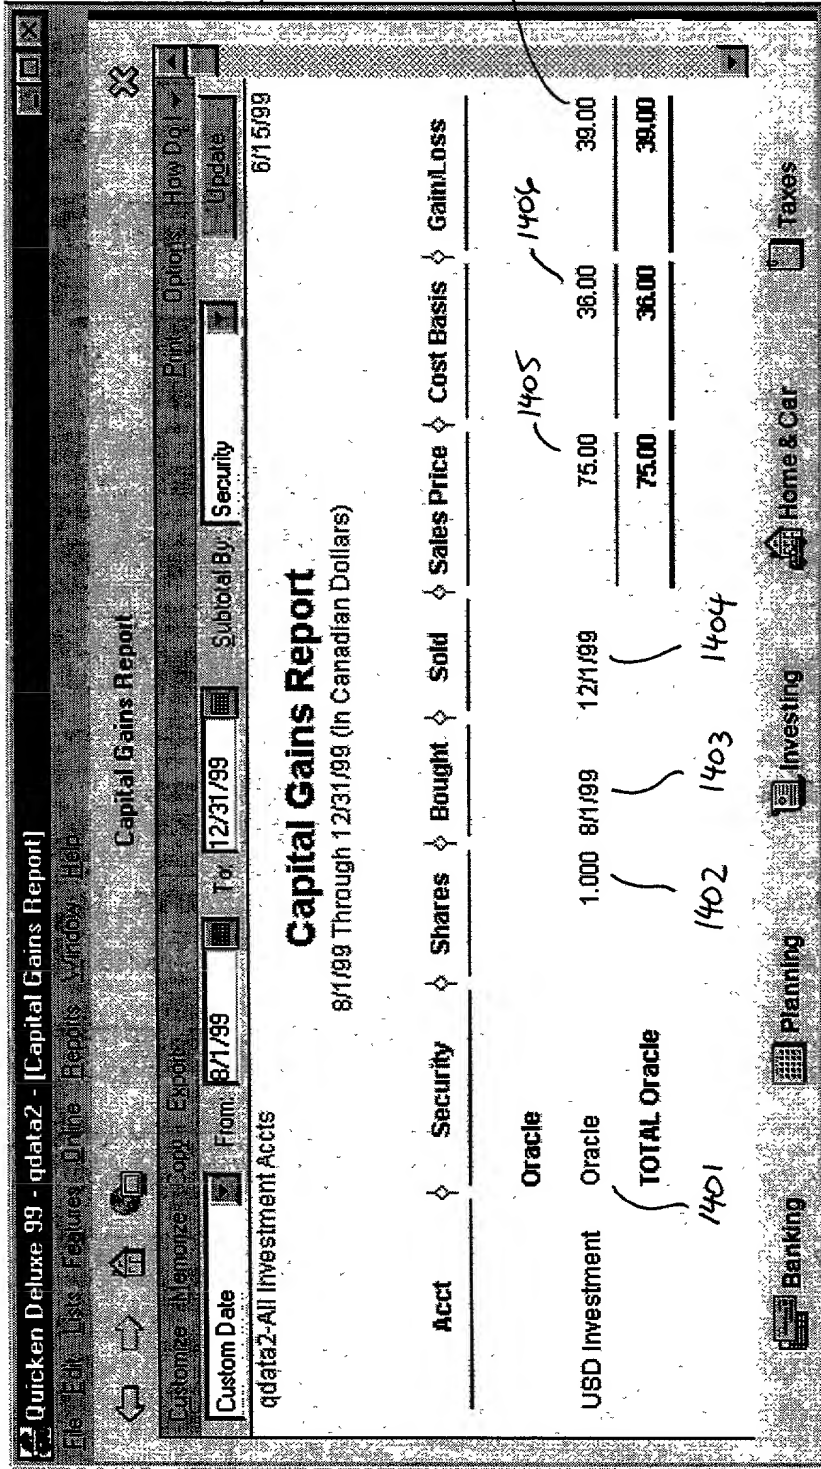 Quicken Deluxe 99 - qdata2 - [Capital Gains Report]
File Edit Lists Features Online Reports Window Help
Capital Gains Report
Customize Memorize Copy Export Print Options How Do I
Custom Date From: 8/1/99 To: 12/31/99 Subtotal By: Security Update
Capital Gains Report
8/1/99 Through 12/31/99 (in Canadian Dollars)
qdata2-All Investment Accts 6/15/99
Acct Security Shares Bought Sold Sales Price Cost Basis Gain/Loss
Oracle
1405 1406
USD Investment Oracle 1.000 8/1/99 12/1/99 75.00 36.00 39.00
TOTAL Oracle 75.00 36.00 39.00
1401 1402 1403 1404
Banking Planning Investing Home & Car Taxes